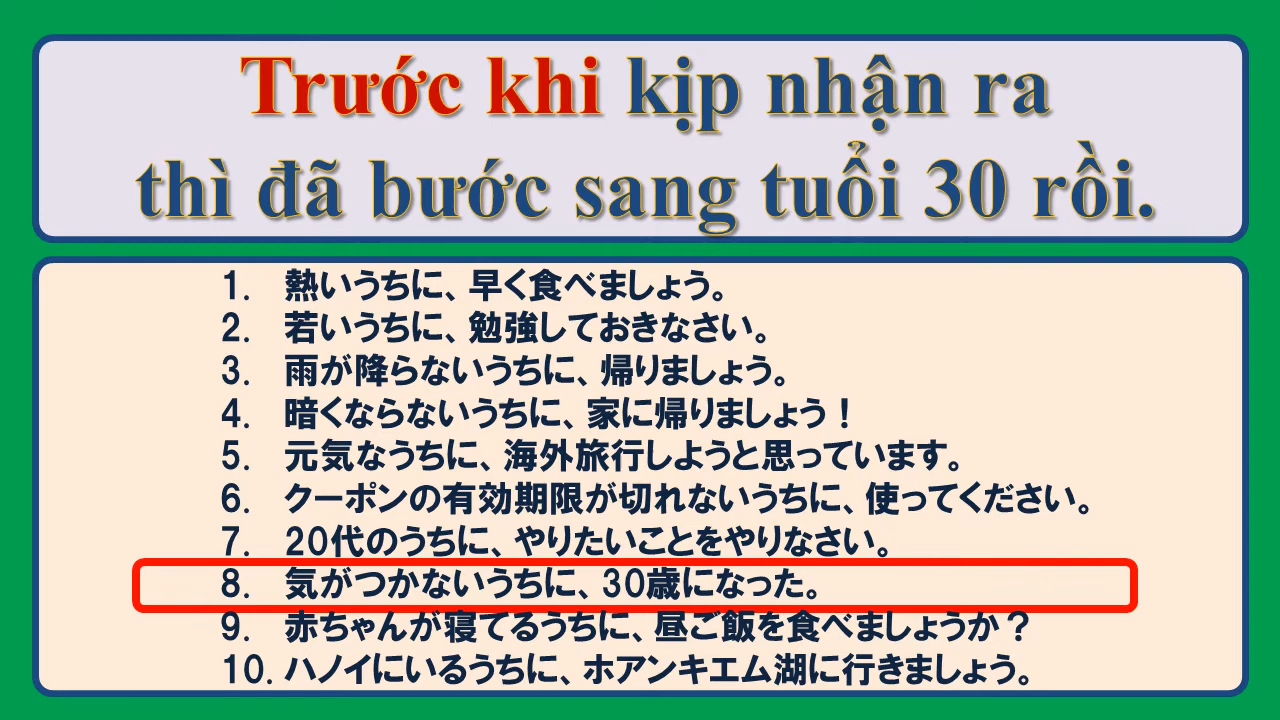 Trước khi kịp nhận ra
thì đã bước sang tuổi 30 rồi.
1. 熱いうちに、早く食べましょう。
2. 若いうちに、勉強しておきなさい。
3. 雨が降らないうちに、帰りましょう。
4. 暗くならないうちに、家に帰りましょう！
5. 元気なうちに、海外旅行しようと思っています。
6. クーポンの有効期限が切れないうちに、使ってください。
7. 20代のうちに、やりたいことをやりなさい。
8. 気がつかないうちに、30歳になった。
9. 赤ちゃんが寝てるうちに、昼ご飯を食べましょうか？
10. ハノイにいるうちに、ホアンキエム湖に行きましょう。